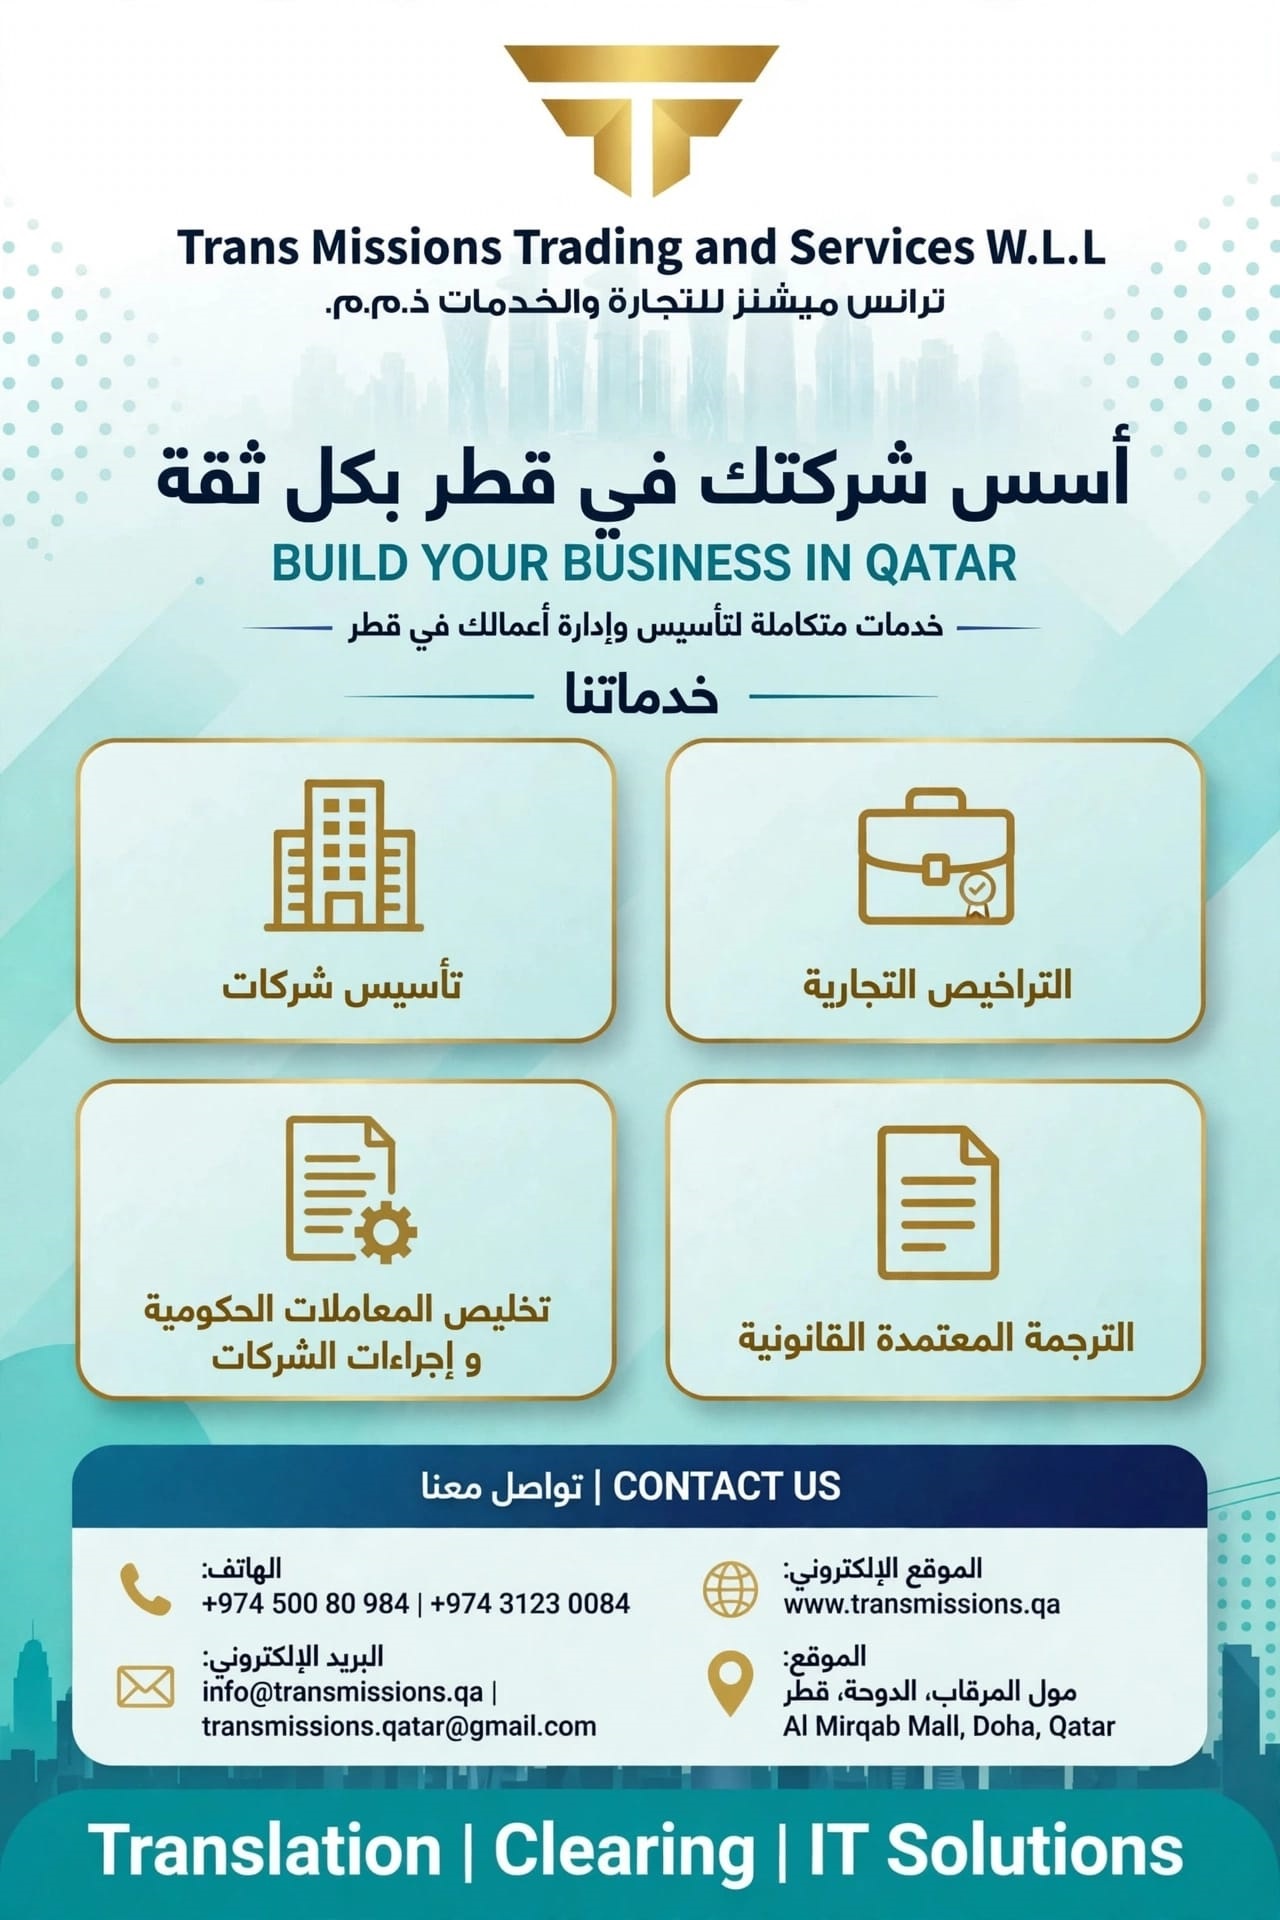 Trans Missions Trading and Services W.L.L
ترانس ميشنز للتجارة والخدمات ذ.م.م.
أسس شركتك في قطر بكل ثقة
BUILD YOUR BUSINESS IN QATAR
خدمات متكاملة لتأسيس وإدارة أعمالك في قطر
خدماتنا
التراخيص التجارية
تأسيس شركات
الترجمة المعتمدة القانونية
تخليص المعاملات الحكومية
و إجراءات الشركات
تواصل معنا | CONTACT US
الهاتف:
+974 500 80 984 | +974 3123 0084
البريد الإلكتروني:
info@transmissions.qa |
transmissions.qatar@gmail.com
الموقع الإلكتروني:
www.transmissions.qa
الموقع:
مول المرقاب، الدوحة، قطر
Al Mirqab Mall, Doha, Qatar
Translation | Clearing | IT Solutions